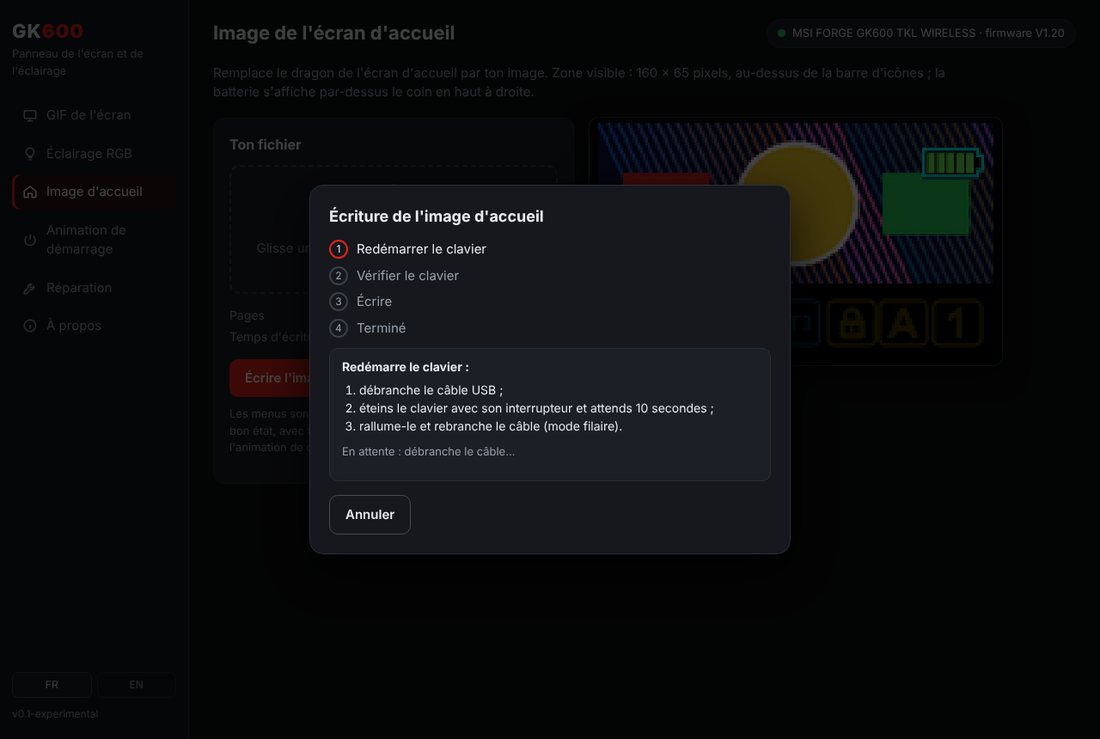 GK600
Panneau de l'écran et de
l'éclairage
GIF de l'écran
Éclairage RGB
Image d'accueil
Animation de
démarrage
Réparation
À propos
FR
EN
v0.1-experimental
Image de l'écran d'accueil
MSI FORGE GK600 TKL WIRELESS · firmware V1.20
Remplace le dragon de l'écran d'accueil par ton image. Zone visible : 160 × 65 pixels, au-dessus de la barre d'icônes ; la
batterie s'affiche par-dessus le coin en haut à droite.
Ton fichier
Glisse
Pages
Temps
Écrire
Les menus
bon état, avec
l'animation de
A
1
Écriture de l'image d'accueil
1 Redémarrer le clavier
2 Vérifier le clavier
3 Écrire
4 Terminé
Redémarre le clavier :
1. débranche le câble USB ;
2. éteins le clavier avec son interrupteur et attends 10 secondes ;
3. rallume-le et rebranche le câble (mode filaire).
En attente : débranche le câble...
Annuler